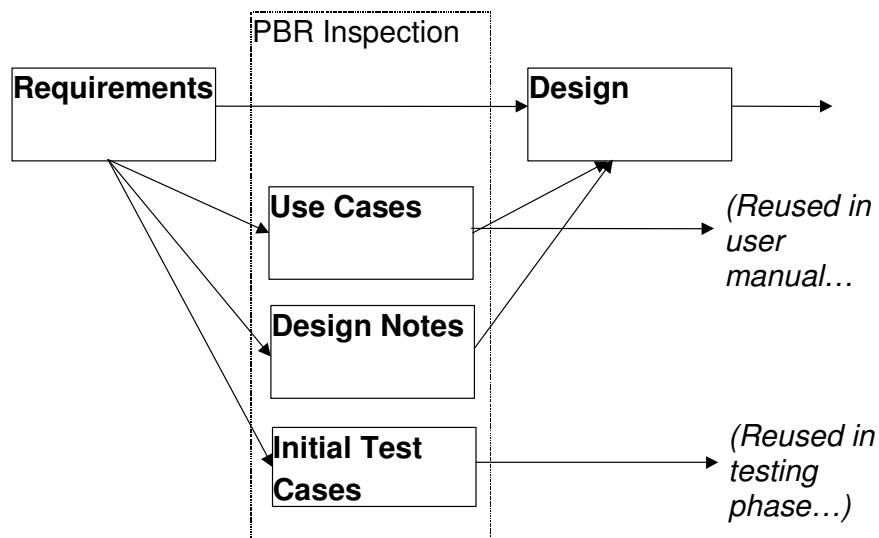 PBR Inspection
Requirements
Design
Use Cases
(Reused in
user
manual…
Design Notes
Initial Test
Cases
(Reused in
testing
phase…)